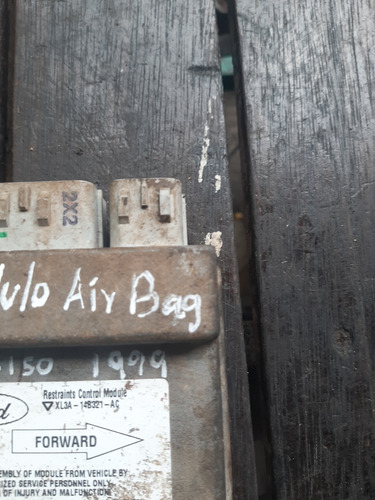 2X2
Air Bag
150 1999
Restraints Control Module
XL3A-14B321-AC
FORWARD
EMBLY OF MODULE FROM VEHICLE BY
IZED SERVICE PERSONNEL ONLY.
OF INJURY AND MALFUNCTION